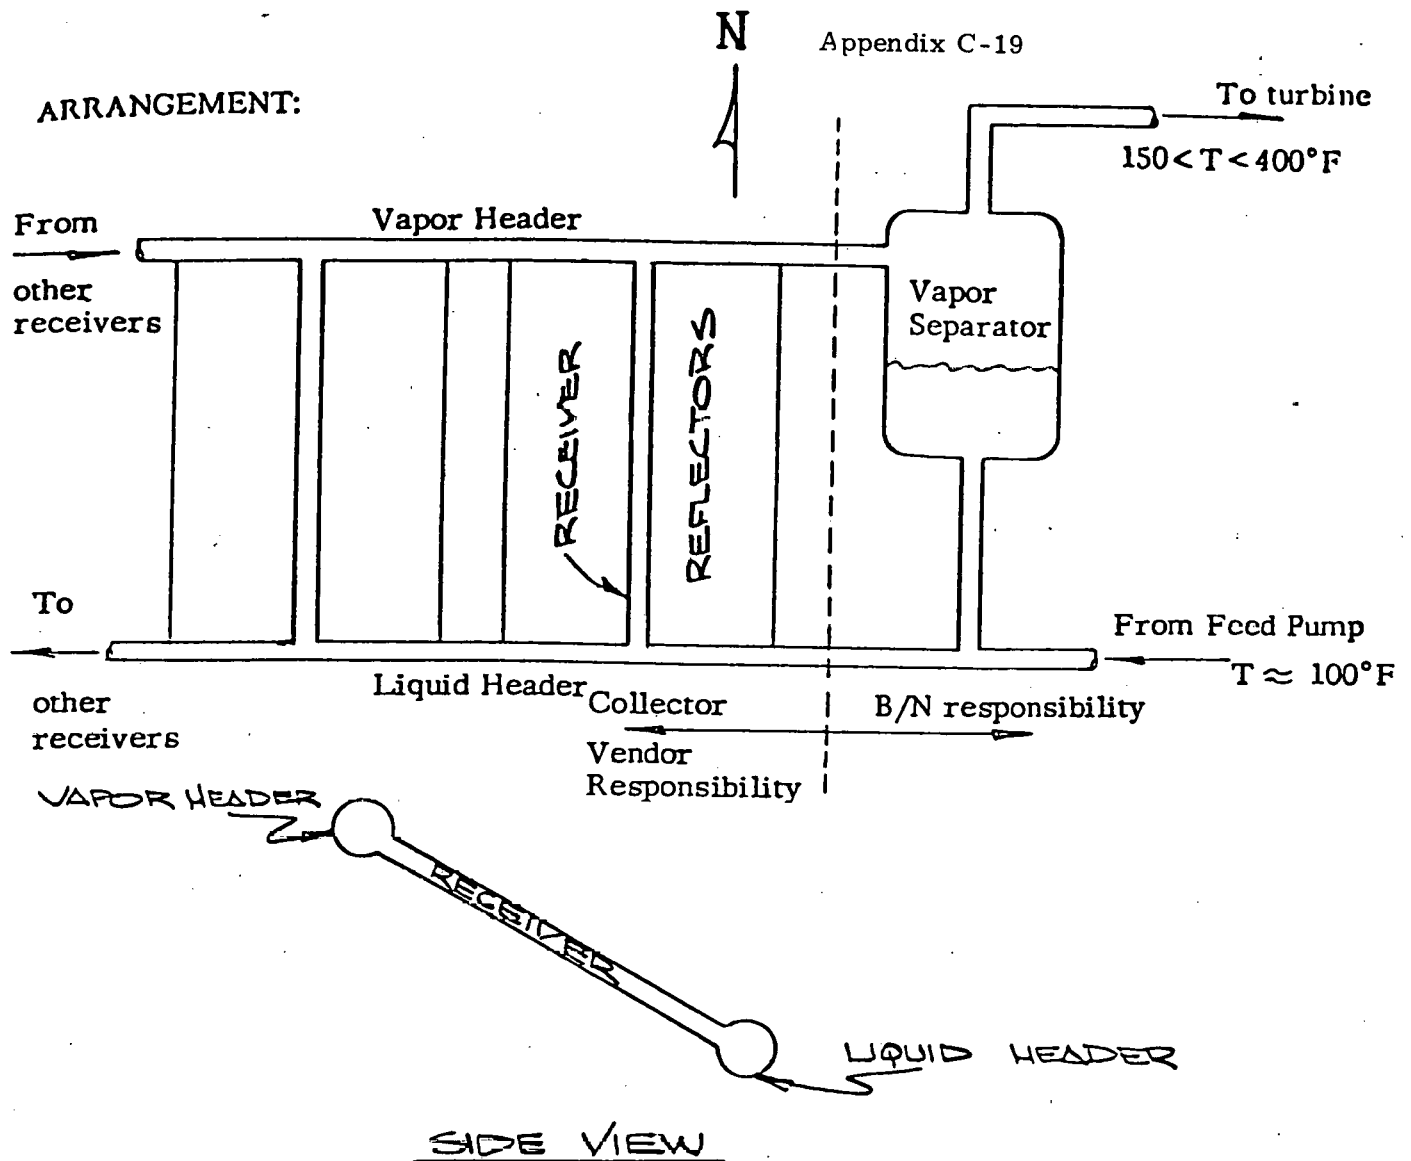 N
Appendix C-19
ARRANGEMENT:
To turbine
150<T<400°F
From
other
receivers
Vapor Header
Vapor
Separator
RECEIVER
REFLECTORS
To
other
receivers
From Feed Pump
T ≈ 100°F
Liquid Header
Collector
Vendor
Responsibility
B/N responsibility
VAPOR HEADER
RECEIVER
LIQUID HEADER
SIDE VIEW